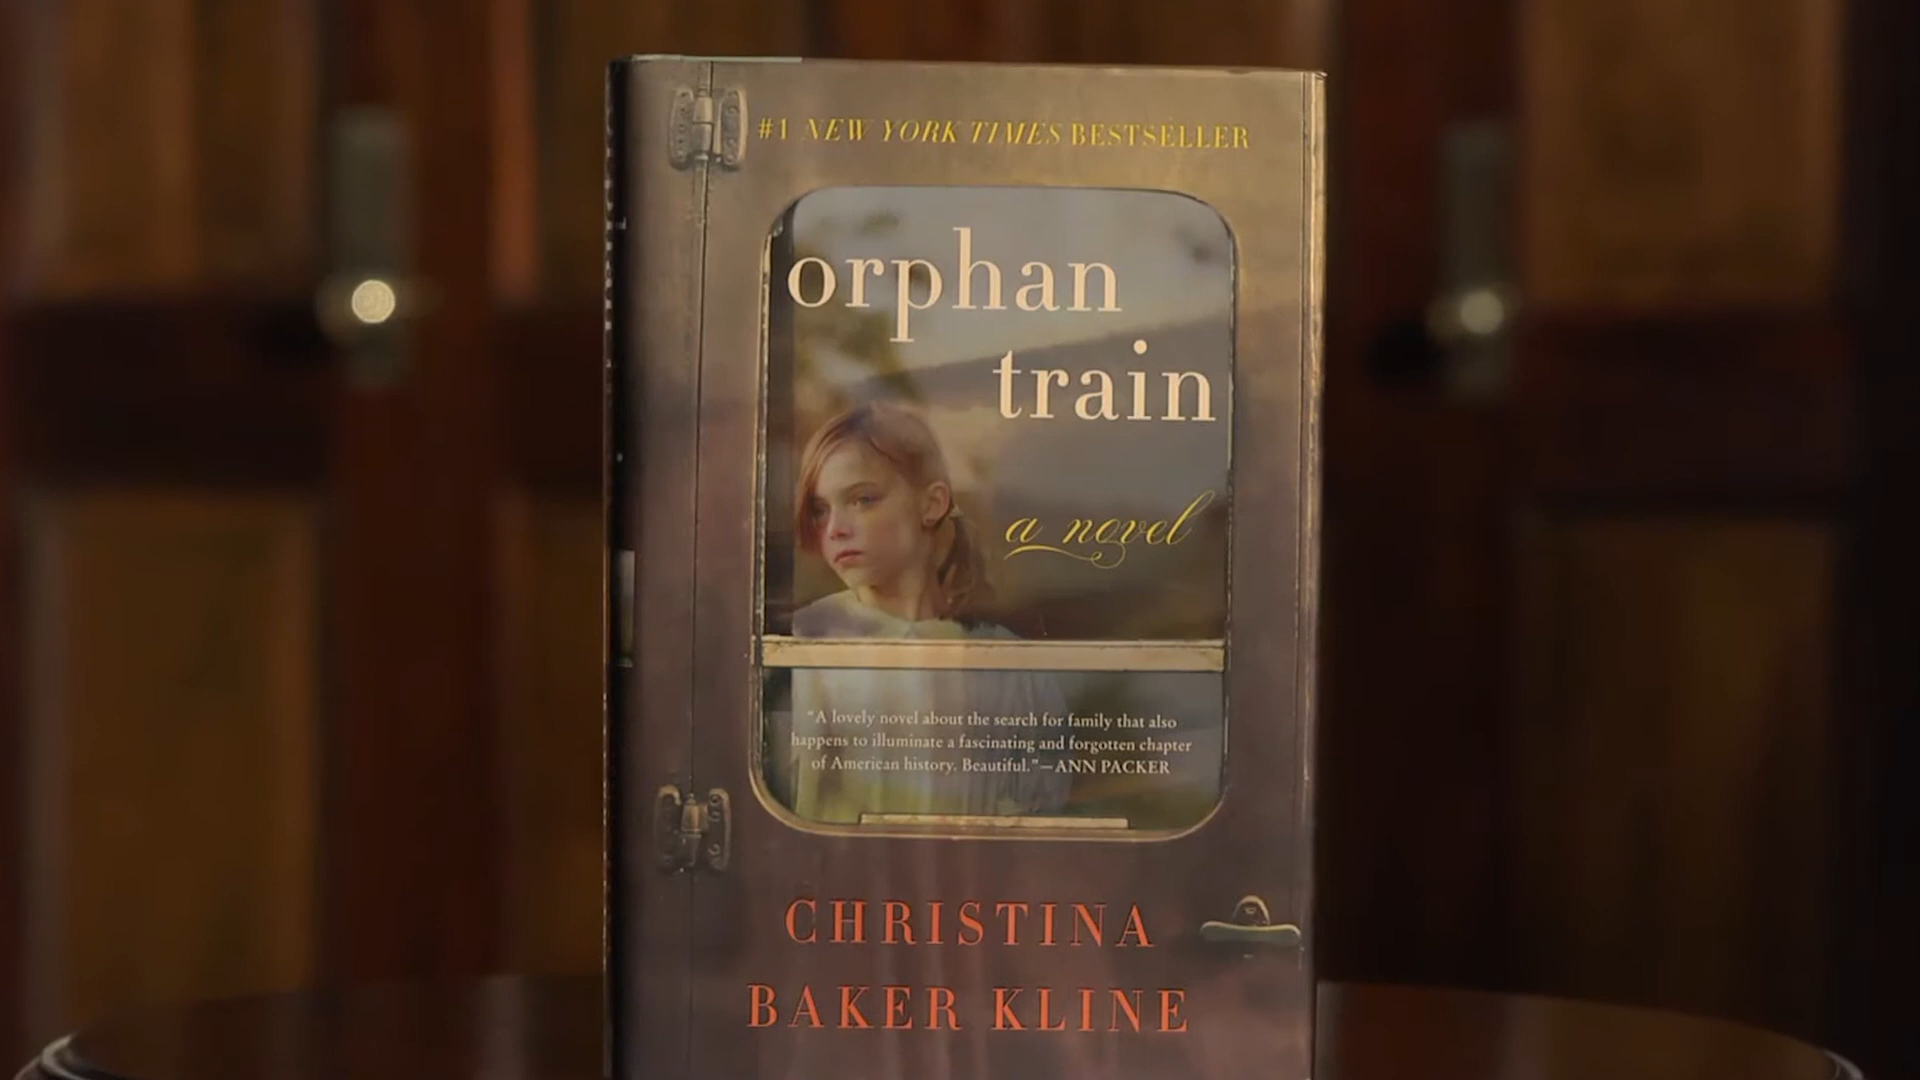 #1 NEW YORK TIMES BESTSELLER
orphan
train
a novel
"A lovely novel about the search for family that also
happens to illuminate a fascinating and forgotten chapter
of American history. Beautiful."—ANN PACKER
CHRISTINA
BAKER KLINE